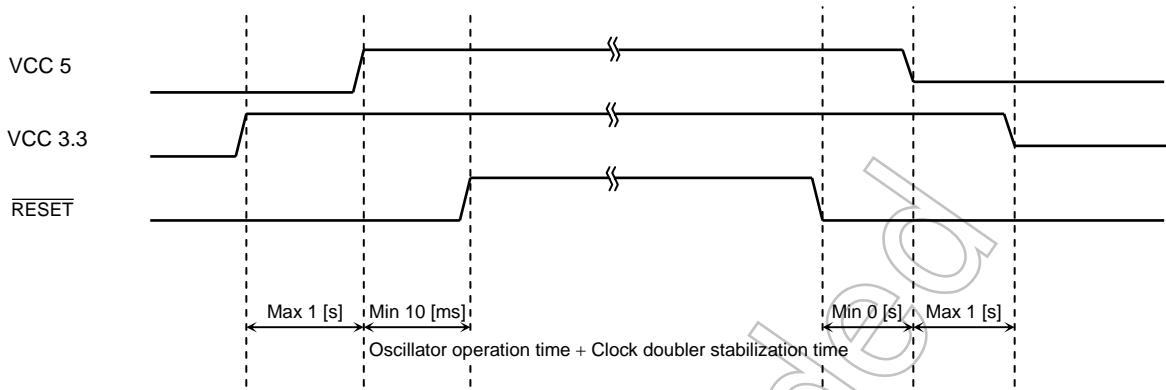 VCC 5
VCC 3.3
RESET
Max 1 [s]
Min 10 [ms]
Min 0 [s]
Max 1 [s]
Oscillator operation time + Clock doubler stabilization time
ded